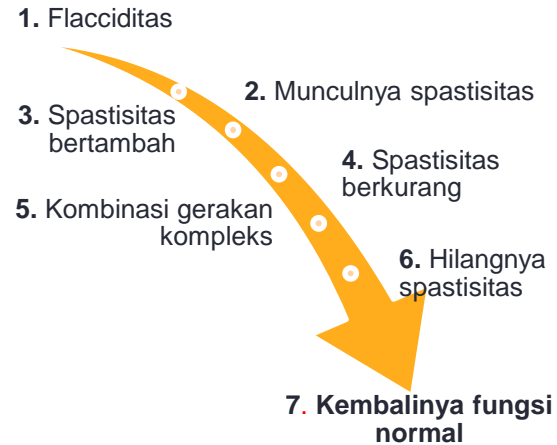 1. Flacciditas
2. Munculnya spastisitas
3. Spastisitas
bertambah
4. Spastisitas
berkurang
5. Kombinasi gerakan
kompleks
6. Hilangnya
spastisitas
7. Kembalinya fungsi
normal